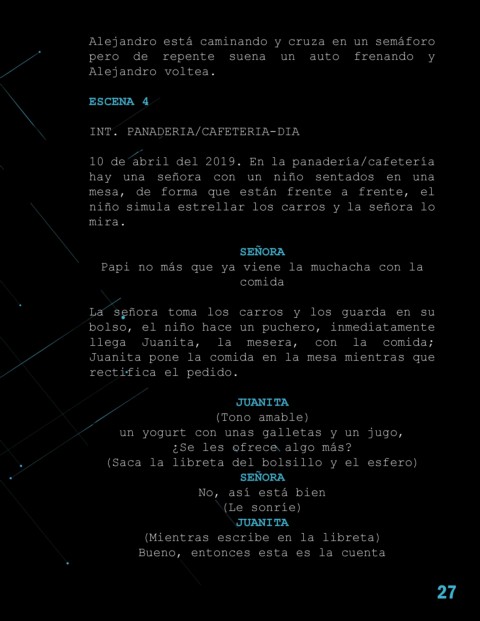 Alejandro está caminando y cruza en un semáforo
pero de repente suena un auto frenando y
Alejandro voltea.
ESCENA 4
INT. PANADERIA/CAFETERIA-DIA
10 de abril del 2019. En la panadería/cafetería
hay una señora con un niño sentados en una
mesa, de forma que están frente a frente, el
niño simula estrellar los carros y la señora lo
mira.
SEÑORA
Papi no más que ya viene la muchacha con la
comida
La señora toma los carros y los guarda en su
bolso, el niño hace un puchero, inmediatamente
llega Juanita, la mesera, con la comida;
Juanita pone la comida en la mesa mientras que
rectifica el pedido.
JUANITA
(Tono amable)
un yogurt con unas galletas y un jugo,
¿Se les ofrece algo más?
(Saca la libreta del bolsillo y el esfero)
SEÑORA
No, así está bien
(Le sonríe)
JUANITA
(Mientras escribe en la libreta)
Bueno, entonces esta es la cuenta
27